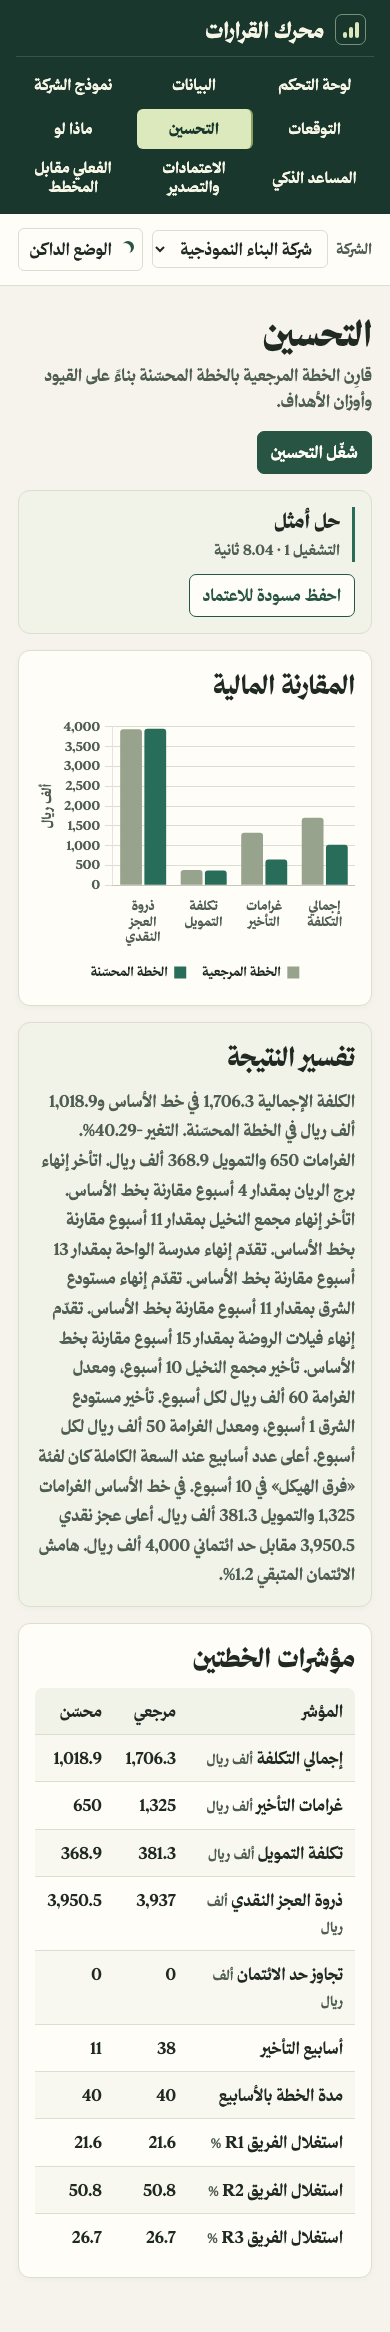 محرك القرارات
لوحة التحكم
البيانات
نموذج الشركة
التوقعات
التحسين
ماذا لو
المساعد الذكي
الاعتمادات
والتصدير
الفعلي مقابل
المخطط
الشركة
شركة البناء النموذجية
الوضع الداكن
التحسين
قارن الخطة المرجعية بالخطة المحسّنة بناءً على القيود
وأوزان الأهداف.
شغّل التحسين
حل أمثل
التشغيل 1 · 8.04 ثانية
احفظ مسودة للاعتماد
المقارنة المالية
4,000
3,500
3,000
2,500
2,000
1,500
1,000
500
0
ألف ريال
إجمالي
التكلفة
غرامات
التأخير
تكلفة
التمويل
ذروة
العجز
النقدي
الخطة المرجعية
الخطة المحسّنة
تفسير النتيجة
الكلفة الإجمالية 1,706.3 في خط الأساس و1,018.9
ألف ريال في الخطة المحسّنة. التغير -40.29%.
الغرامات 650 والتمويل 368.9 ألف ريال. اتأخر إنهاء
برج الريان بمقدار 4 أسبوع مقارنة بخط الأساس.
اتأخر إنهاء مجمع النخيل بمقدار 11 أسبوع مقارنة
بخط الأساس. تقدّم إنهاء مدرسة الواحة بمقدار 13
أسبوع مقارنة بخط الأساس. تقدّم إنهاء مستودع
الشرق بمقدار 11 أسبوع مقارنة بخط الأساس. تقدّم
إنهاء فيلات الروضة بمقدار 15 أسبوع مقارنة بخط
الأساس. تأخير مجمع النخيل 10 أسبوع، ومعدل
الغرامة 60 ألف ريال لكل أسبوع. تأخير مستودع
الشرق 1 أسبوع، ومعدل الغرامة 50 ألف ريال لكل
أسبوع. أعلى عدد أسابيع عند السعة الكاملة كان لفئة
«فرق الهيكل» في 10 أسبوع. في خط الأساس الغرامات
1,325 والتمويل 381.3 ألف ريال. أعلى عجز نقدي
3,950.5 مقابل حد ائتماني 4,000 ألف ريال. هامش
الائتمان المتبقي 1.2%.
مؤشرات الخطتين
المؤشر مرجعي محسّن
إجمالي التكلفة ألف ريال 1,706.3 1,018.9
غرامات التأخير ألف ريال 1,325 650
تكلفة التمويل ألف ريال 381.3 368.9
ذروة العجز النقدي ألف 3,937 3,950.5
ريال
تجاوز حد الائتمان ألف 0 0
ريال
أسابيع التأخير 38 11
مدة الخطة بالأسابيع 40 40
استغلال الفريق R1 % 21.6 21.6
استغلال الفريق R2 % 50.8 50.8
استغلال الفريق R3 % 26.7 26.7